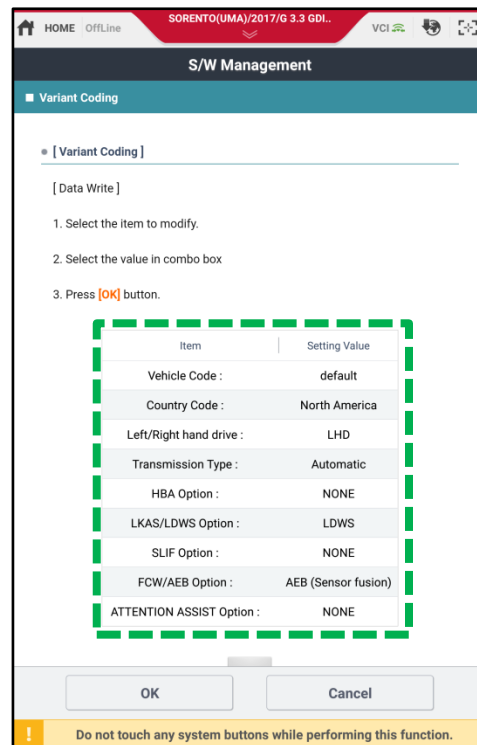 HOME OffLine SORENTO(UMA)/2017/G 3.3 GDI.. VCI
S/W Management
Variant Coding
[ Variant Coding ]
[ Data Write ]
1. Select the item to modify.
2. Select the value in combo box
3. Press [OK] button.
Item Setting Value
Vehicle Code : default
Country Code : North America
Left/Right hand drive : LHD
Transmission Type : Automatic
HBA Option : NONE
LKAS/LDWS Option : LDWS
SLIF Option : NONE
FCW/AEB Option : AEB (Sensor fusion)
ATTENTION ASSIST Option : NONE
OK Cancel
! Do not touch any system buttons while performing this function.